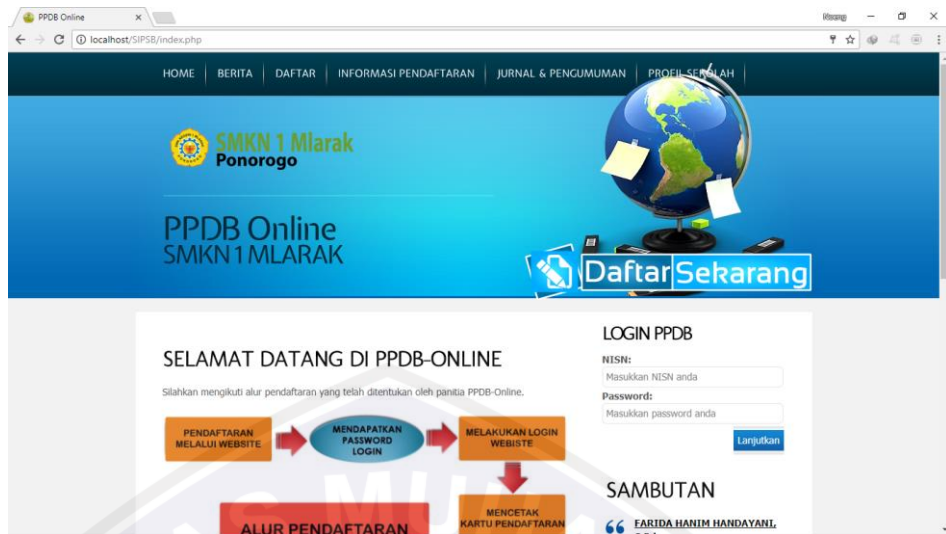 PPDB Online
localhost/SIPSB/index.php
HOME BERITA DAFTAR INFORMASI PENDAFTARAN JURNAL & PENGUMUMAN PROFIL SEKOLAH
SMKN 1 Mlarak
Ponorogo
PPDB Online
SMKN 1 MLARAK
Daftar Sekarang
SELAMAT DATANG DI PPDB-ONLINE
Silahkan mengikuti alur pendaftaran yang telah ditentukan oleh panitia PPDB-Online.
PENDAFTARAN
MELALUI WEBSITE
MENDAPATKAN
PASSWORD
LOGIN
MELAKUKAN LOGIN
WEBISTE
MENCETAK
KARTU PENDAFTARAN
ALUR PENDAFTARAN
LOGIN PPDB
NISN:
Masukkan NISN anda
Password:
Masukkan password anda
Lanjutkan
SAMBUTAN
FARIDA HANIM HANDAYANI,